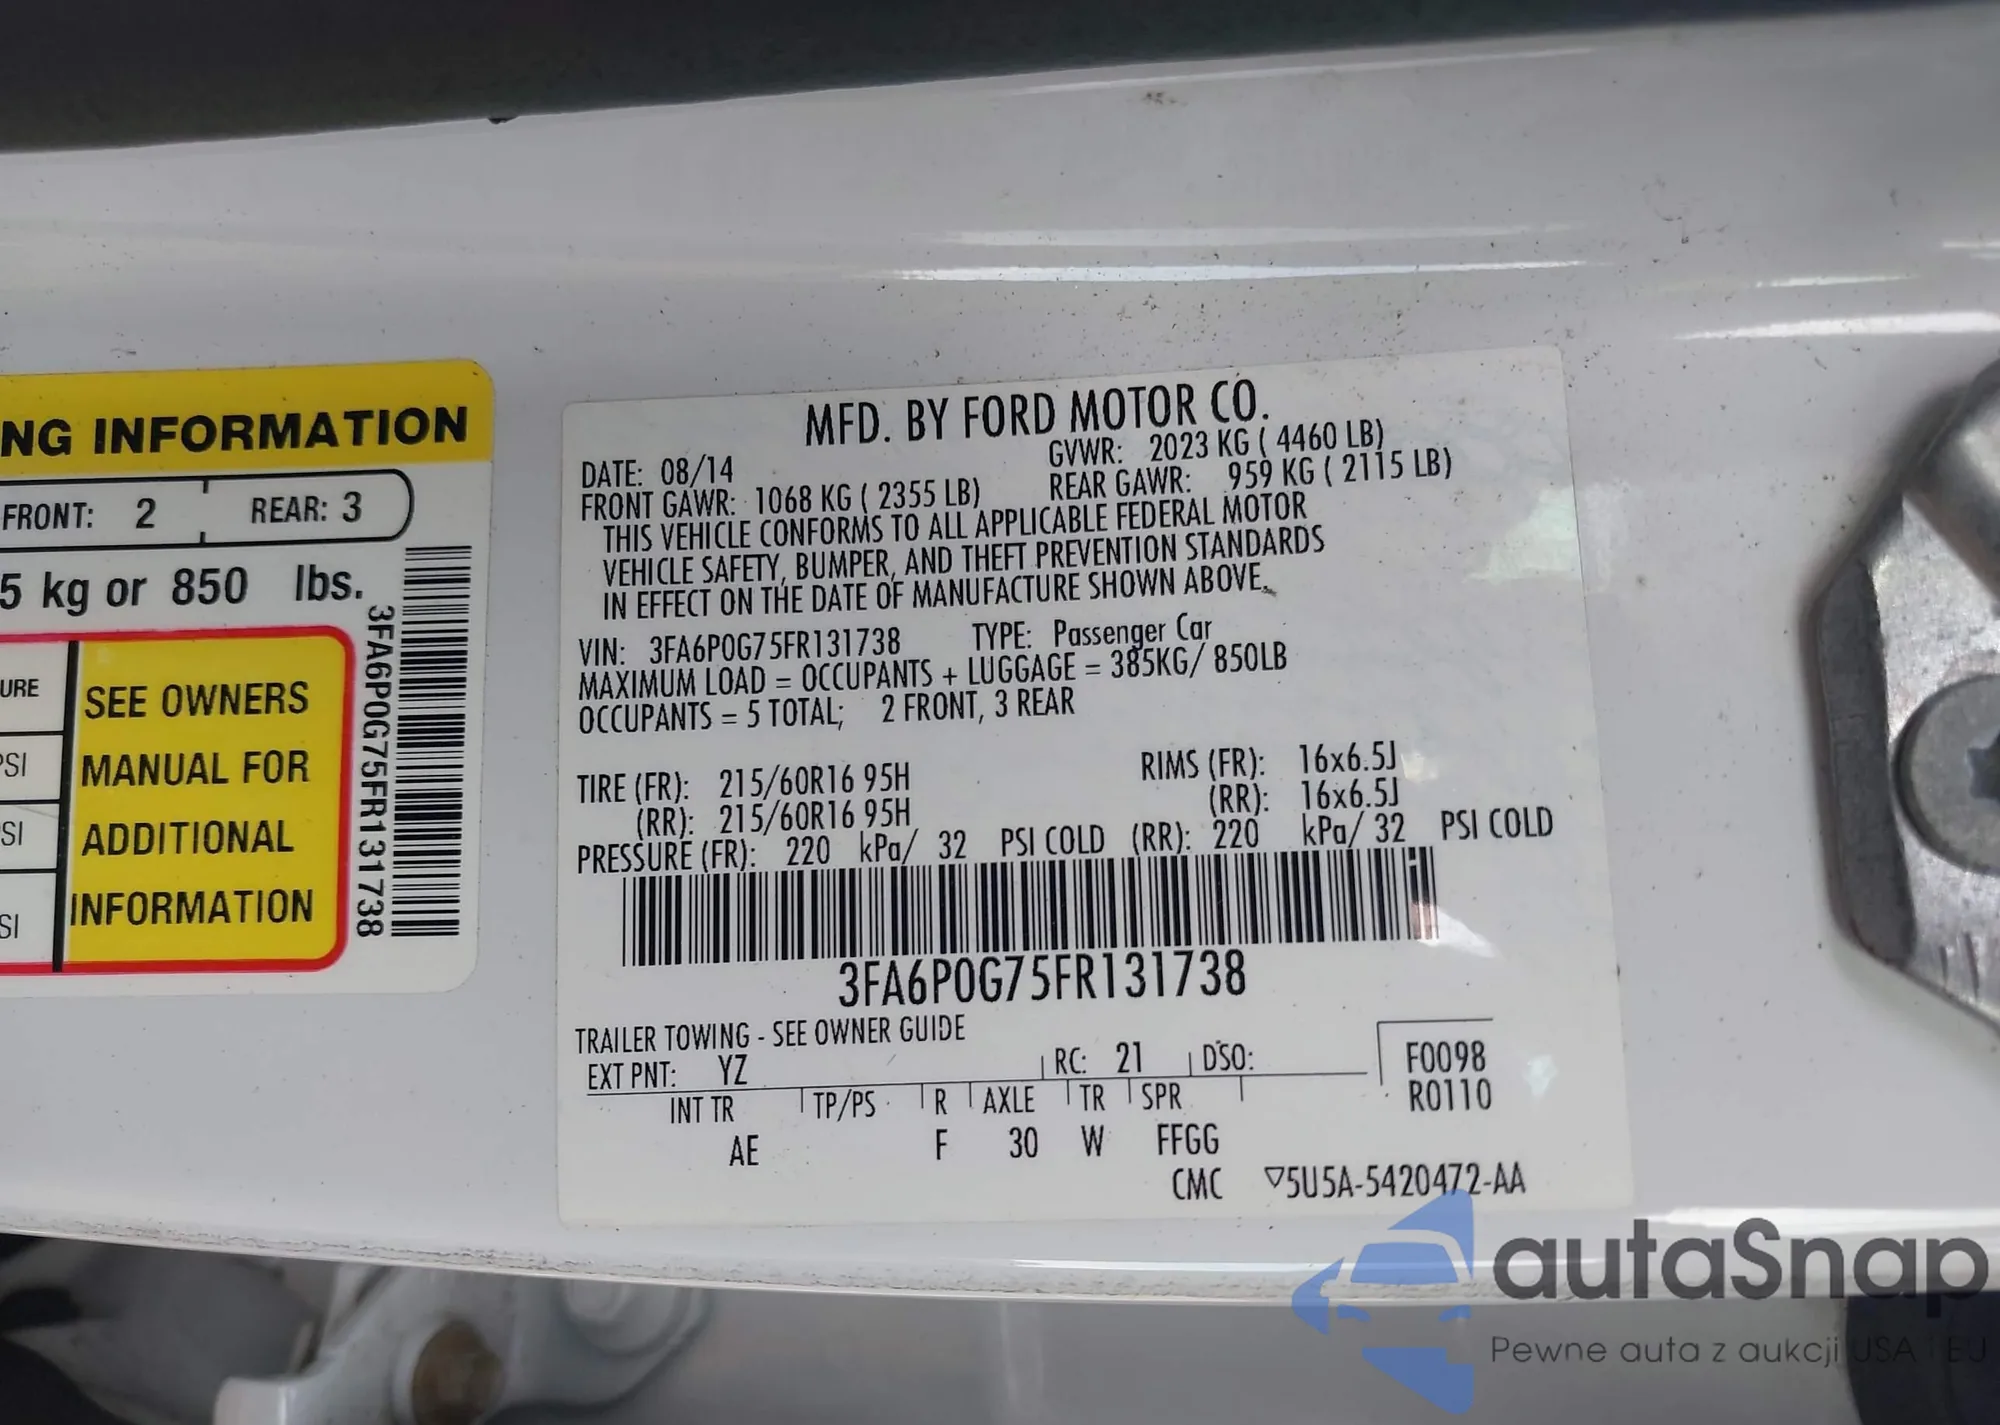 NG INFORMATION
FRONT: 2 REAR: 3
5 kg or 850 lbs.
URE
PSI
SI
SI
SEE OWNERS
MANUAL FOR
ADDITIONAL
INFORMATION
3FA6P0G75FR131738
MFD. BY FORD MOTOR CO.
DATE: 08/14 GVWR: 2023 KG ( 4460 LB)
FRONT GAWR: 1068 KG ( 2355 LB) REAR GAWR: 959 KG ( 2115 LB)
THIS VEHICLE CONFORMS TO ALL APPLICABLE FEDERAL MOTOR
VEHICLE SAFETY, BUMPER, AND THEFT PREVENTION STANDARDS
IN EFFECT ON THE DATE OF MANUFACTURE SHOWN ABOVE.
VIN: 3FA6P0G75FR131738 TYPE: Passenger Car
MAXIMUM LOAD = OCCUPANTS + LUGGAGE = 385KG/ 850LB
OCCUPANTS = 5 TOTAL; 2 FRONT, 3 REAR
TIRE (FR): 215/60R16 95H RIMS (FR): 16x6.5J
(RR): 215/60R16 95H (RR): 16x6.5J
PRESSURE (FR): 220 kPa/ 32 PSI COLD (RR): 220 kPa/ 32 PSI COLD
3FA6P0G75FR131738
TRAILER TOWING - SEE OWNER GUIDE
EXT PNT: YZ RC: 21 DSO: F0098
R0110
INT TR TP/PS R AXLE TR SPR
AE F 30 W FFGG
CMC ▽5U5A-5420472-AA
autaSnap
Pewne auta z aukcji USA i EU